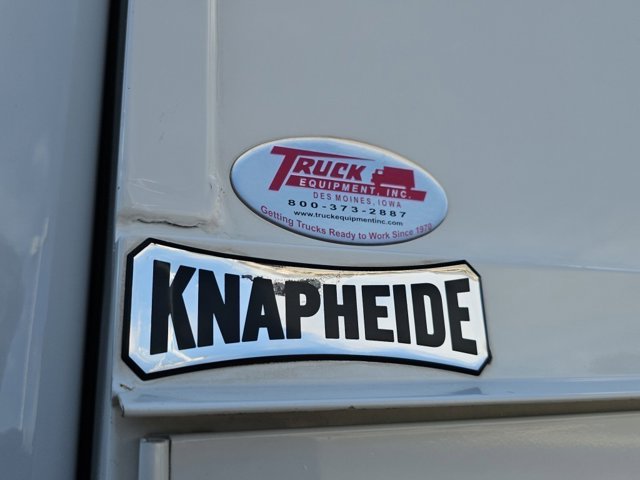 TRUCK
EQUIPMENT, INC.
DES MOINES, IOWA
800-373-2887
www.truckequipmentinc.com
Getting Trucks Ready to Work Since 1970
KNAPHEIDE